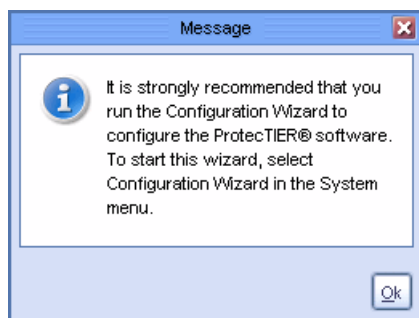 Message
It is strongly recommended that you
run the Configuration Wizard to
configure the ProtecTIER® software.
To start this wizard, select
Configuration Wizard in the System
menu.
Ok